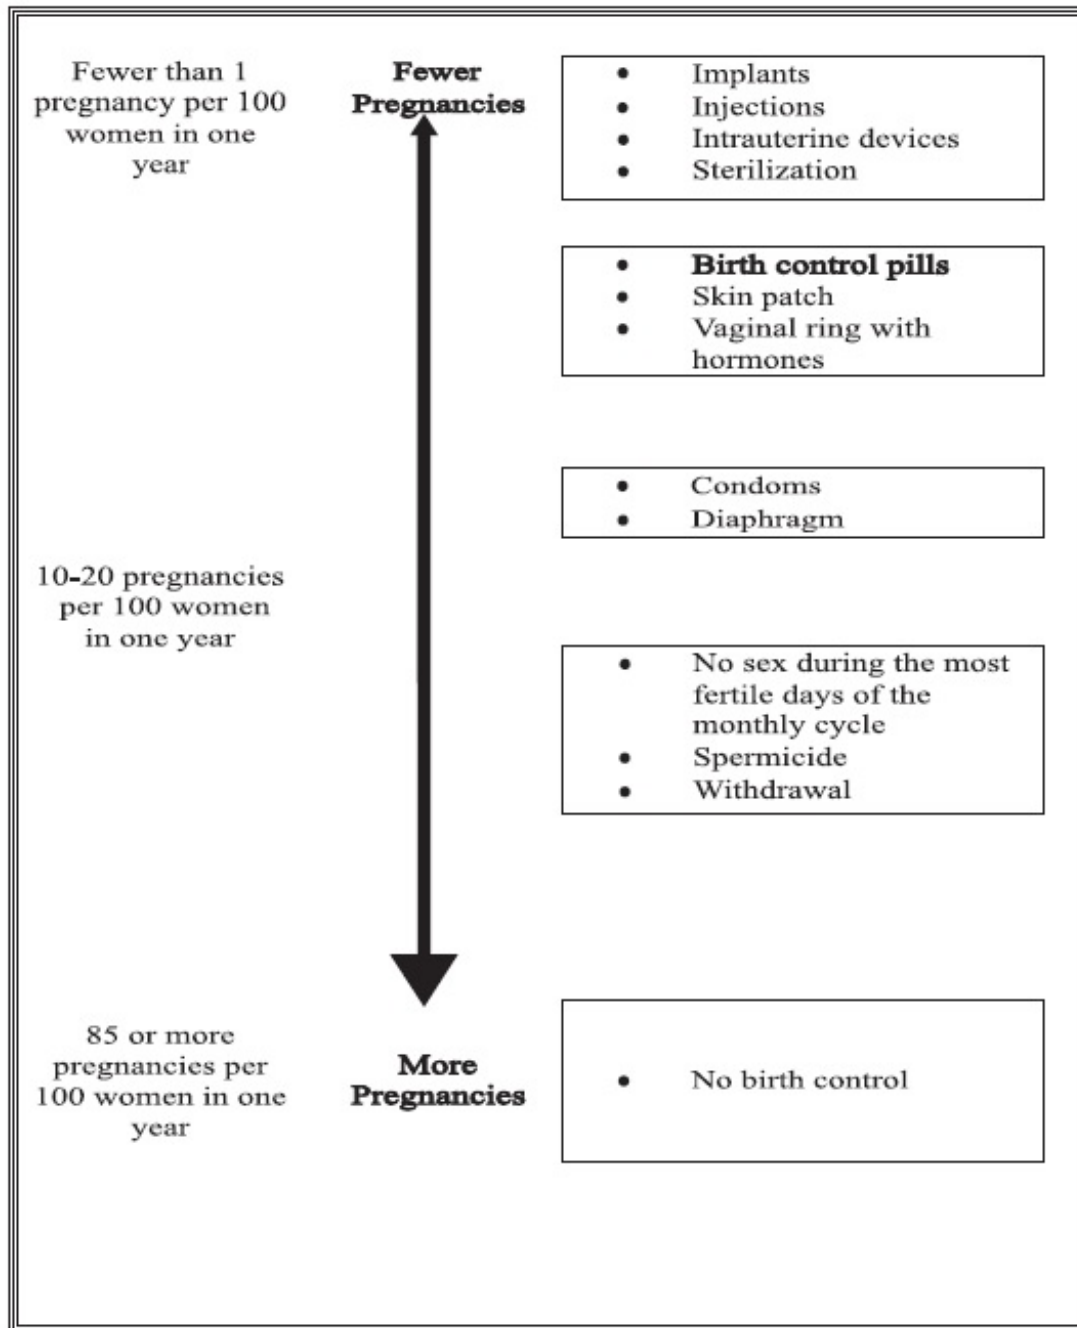 Fewer than 1
pregnancy per 100
women in one
year
Fewer
Pregnancies
• Implants
• Injections
• Intrauterine devices
• Sterilization
• Birth control pills
• Skin patch
• Vaginal ring with
hormones
• Condoms
• Diaphragm
10-20 pregnancies
per 100 women
in one year
• No sex during the most
fertile days of the
monthly cycle
• Spermicide
• Withdrawal
85 or more
pregnancies per
100 women in one
year
More
Pregnancies
• No birth control